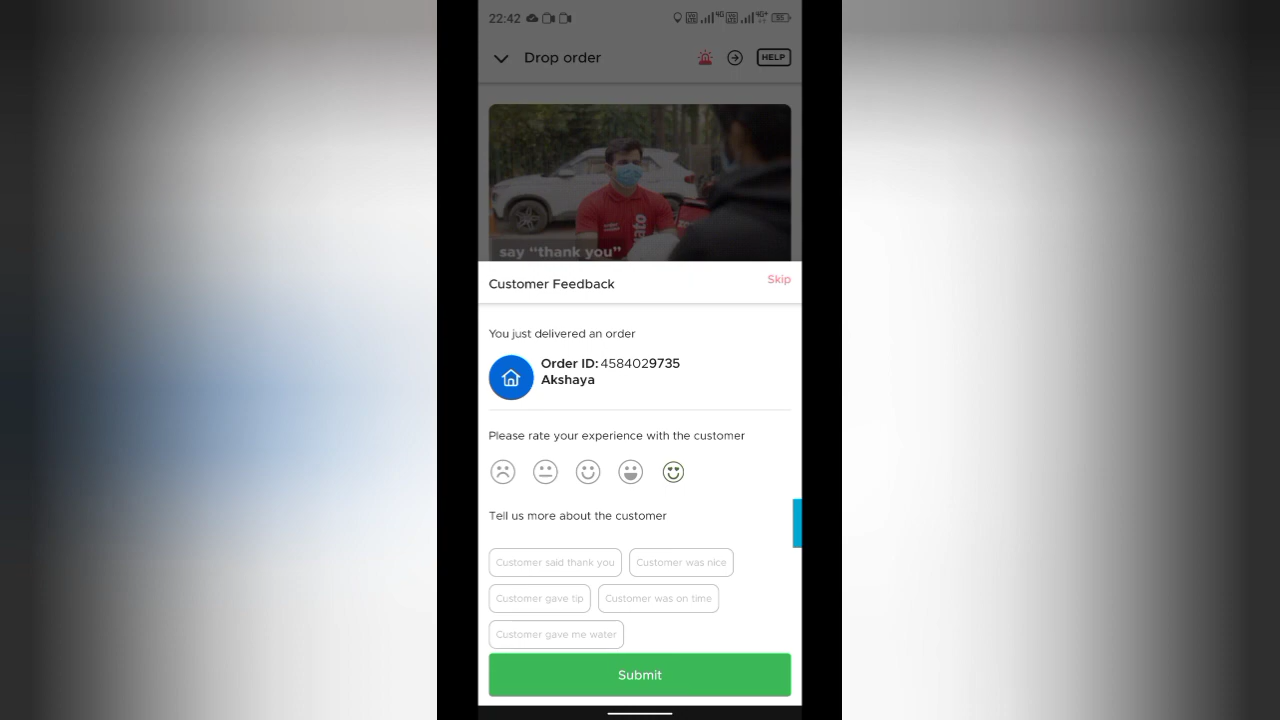 22:42
Drop order
HELP
say “thank you”
Customer Feedback
Skip
You just delivered an order
Order ID: 4584029735
Akshaya
Please rate your experience with the customer
Tell us more about the customer
Customer said thank you
Customer was nice
Customer gave tip
Customer was on time
Customer gave me water
Submit